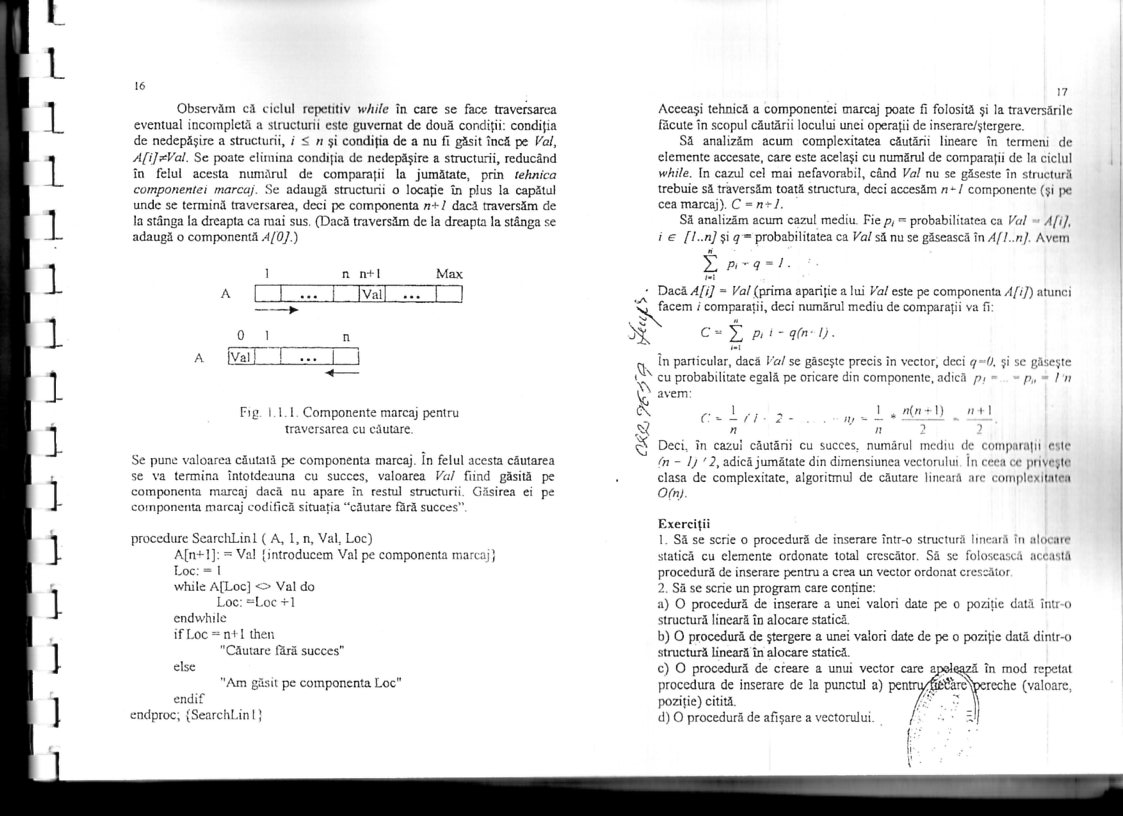 16
Observăm că ciclul repetitiv while în care se face traversarea
eventual incompletă a structurii este guvernat de două condiţii: condiţia
de nedepăşire a structurii, i ≤ n şi condiţia de a nu fi găsit încă pe Val,
A[i]≠Val. Se poate elimina condiţia de nedepăşire a structurii, reducând
în felul acesta numărul de comparaţii la jumătate, prin tehnica
componentei marcaj. Se adaugă structurii o locaţie în plus la capătul
unde se termină traversarea, deci pe componenta n+1 dacă traversăm de
la stânga la dreapta ca mai sus. (Dacă traversăm de la dreapta la stânga se
adaugă o componentă A[0].)
1 n n+1 Max
A ... Val ...
0 1 n
A Val ...
Fig. 1.1.1. Componente marcaj pentru
traversarea cu căutare.
Se pune valoarea căutată pe componenta marcaj. În felul acesta căutarea
se va termina întotdeauna cu succes, valoarea Val fiind găsită pe
componenta marcaj dacă nu apare în restul structurii. Găsirea ei pe
componenta marcaj codifică situaţia “căutare fără succes”.
procedure SearchLin1 ( A, 1, n, Val, Loc)
A[n+1]: = Val {introducem Val pe componenta marcaj}
Loc: = 1
while A[Loc] <> Val do
Loc: =Loc +1
endwhile
if Loc = n+1 then
"Căutare fără succes"
else
"Am găsit pe componenta Loc"
endif
endproc; {SearchLin1}
17
Aceeaşi tehnică a componentei marcaj poate fi folosită şi la traversările
făcute în scopul căutării locului unei operaţii de inserare/ştergere.
Să analizăm acum complexitatea căutării lineare în termeni de
elemente accesate, care este acelaşi cu numărul de comparaţii de la ciclul
while. In cazul cel mai nefavorabil, când Val nu se găseste în structură
trebuie să traversăm toată structura, deci accesăm n+1 componente (şi pe
cea marcaj). C = n+1.
Să analizăm acum cazul mediu. Fie pi = probabilitatea ca Val = A[i],
i ∈ [1..n] şi q = probabilitatea ca Val să nu se găsească în A[1..n]. Avem
n ∑ i=1 pi + q = 1.
Dacă A[i] = Val (prima apariţie a lui Val este pe componenta A[i]) atunci
facem i comparaţii, deci numărul mediu de comparaţii va fi:
C = n ∑ i=1 pi i + q(n+1).
În particular, dacă Val se găseşte precis în vector, deci q=0, şi se găseşte
cu probabilitate egală pe oricare din componente, adică p1 = ... = pn = 1/n
avem:
C = 1/n (1 + 2 + ... + n) = 1/n * n(n+1)/2 = n+1/2
Deci, în cazul căutării cu succes, numărul mediu de comparaţii este
(n + 1)/2, adică jumătate din dimensiunea vectorului. În ceea ce priveşte
clasa de complexitate, algoritmul de căutare lineară are complexitatea
O(n).
Exerciţii
1. Să se scrie o procedură de inserare într-o structură lineară în alocare
statică cu elemente ordonate total crescător. Să se folosească această
procedură de inserare pentru a crea un vector ordonat crescător.
2. Să se scrie un program care conţine:
a) O procedură de inserare a unei valori date pe o poziţie dată într-o
structură lineară în alocare statică.
b) O procedură de ştergere a unei valori date de pe o poziţie dată dintr-o
structură lineară în alocare statică.
c) O procedură de creare a unui vector care apelează în mod repetat
procedura de inserare de la punctul a) pentru fiecare pereche (valoare,
poziţie) citită.
d) O procedură de afişare a vectorului.